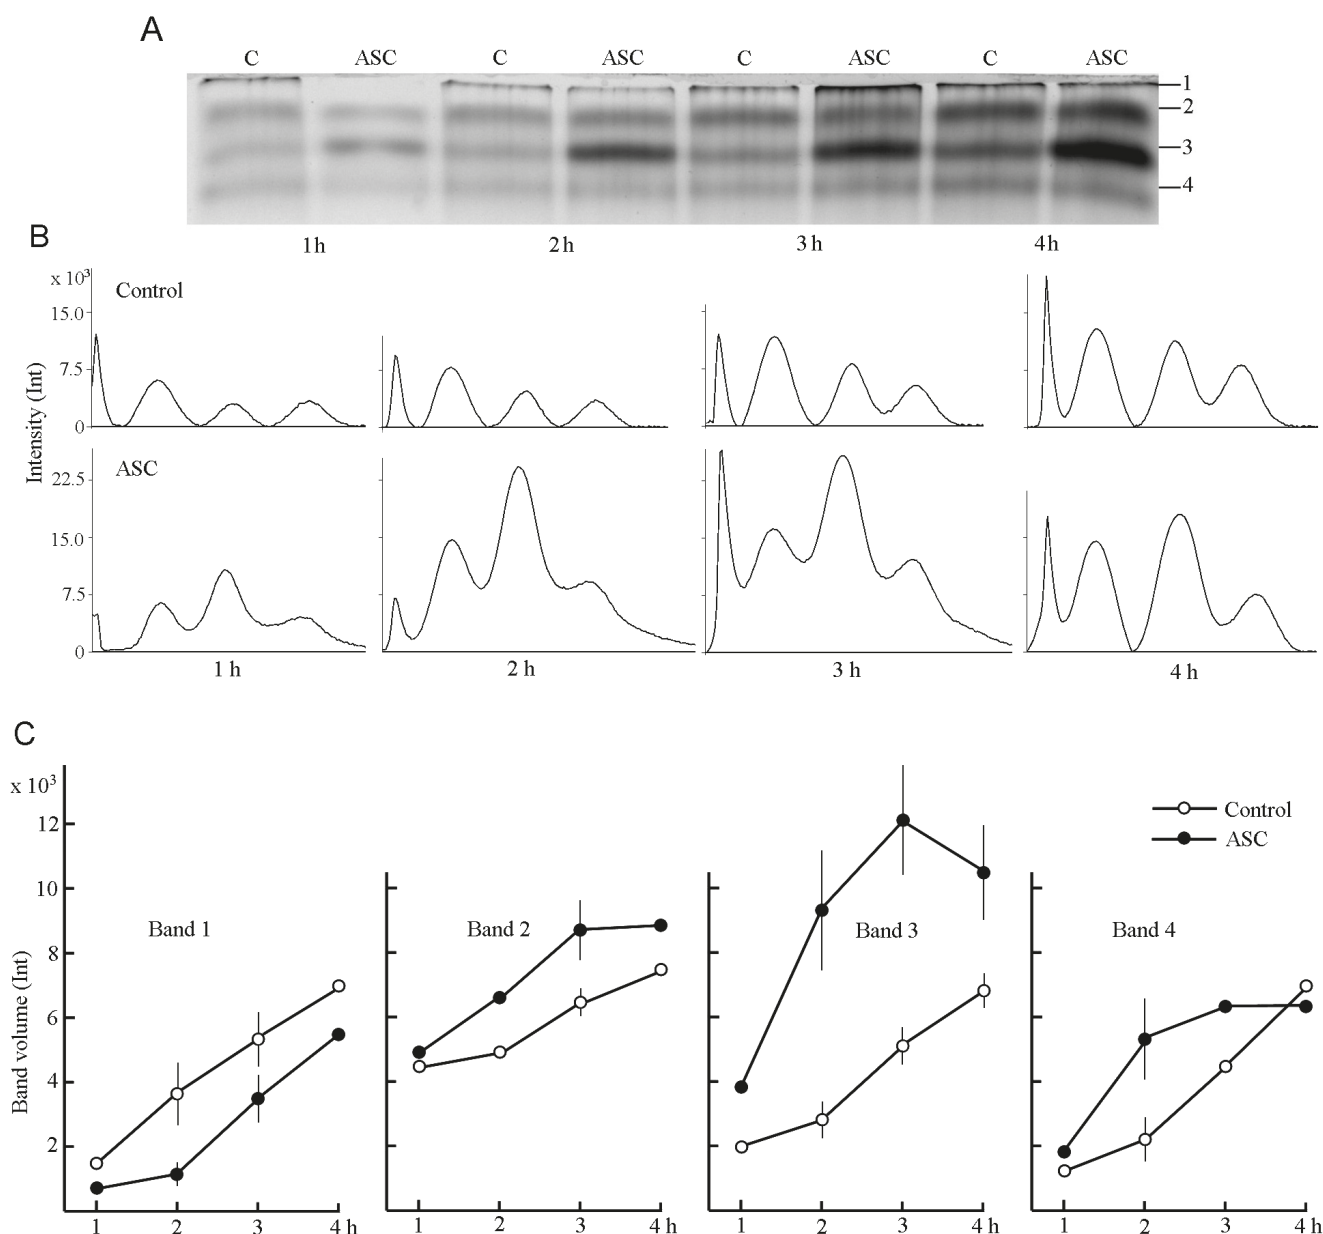 A
C ASC C ASC C ASC C ASC
1
2
3
4
1h 2h 3h 4h
B
x 10³
Control
15.0
7.5
0
Intensity (Int)
ASC
22.5
15.0
7.5
0
1 h 2 h 3 h 4 h
C
x 10³
Control
ASC
12
10
8
6
4
2
Band volume (Int)
Band 1 Band 2 Band 3 Band 4
1 2 3 4 h 1 2 3 4 h 1 2 3 4 h 1 2 3 4 h